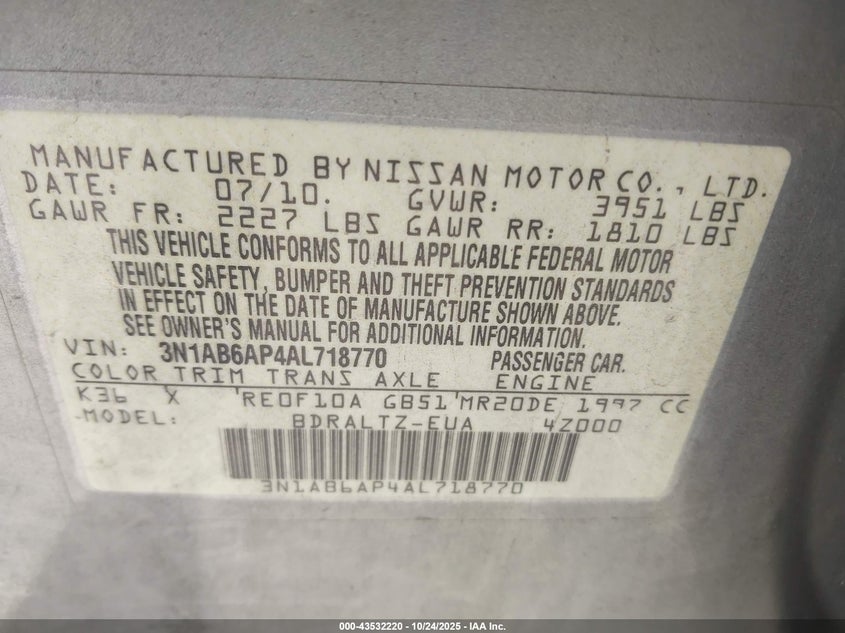 MANUFACTURED BY NISSAN MOTOR CO., LTD.
DATE: 07/10. GVWR: 3951 LBS
GAWR FR: 2227 LBS GAWR RR: 1810 LBS
THIS VEHICLE CONFORMS TO ALL APPLICABLE FEDERAL MOTOR
VEHICLE SAFETY, BUMPER AND THEFT PREVENTION STANDARDS
IN EFFECT ON THE DATE OF MANUFACTURE SHOWN ABOVE.
SEE OWNER'S MANUAL FOR ADDITIONAL INFORMATION.
VIN: 3N1AB6AP4AL718770 PASSENGER CAR.
COLOR TRIM TRANS AXLE ENGINE
K36 X 'RE0F10A GB51'MR20DE 1997 CC
MODEL: BDRALTZ-EUA 4Z000
3N1AB6AP4AL718770
000-43532220 - 10/24/2025 - IAA Inc.